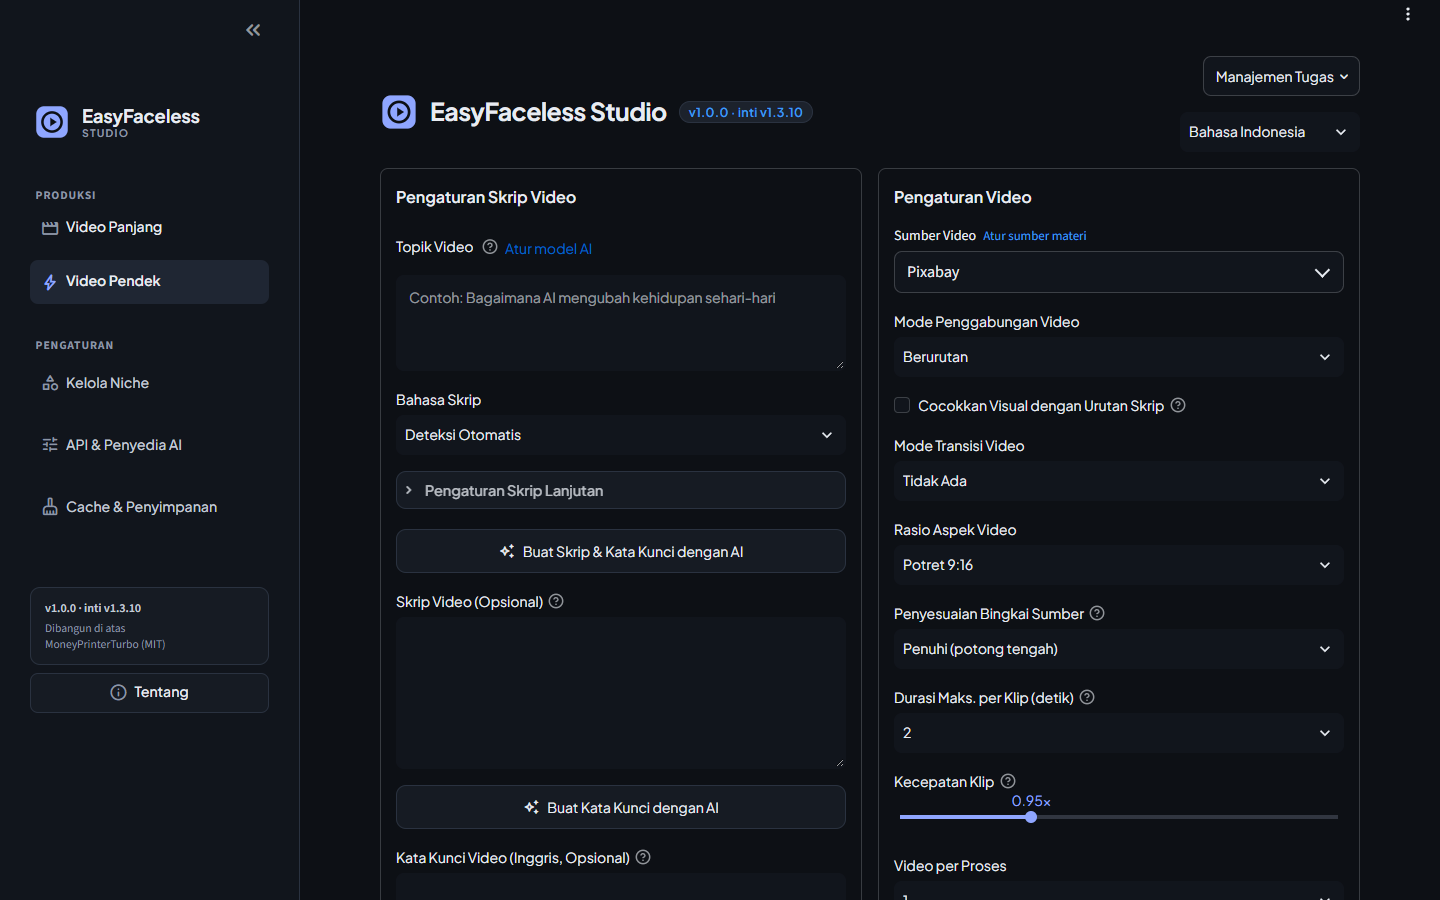 EasyFaceless
STUDIO
PRODUKSI
Video Panjang
Video Pendek
PENGATURAN
Kelola Niche
API & Penyedia AI
Cache & Penyimpanan
v1.0.0 · inti v1.3.10
Dibangun di atas
MoneyPrinterTurbo (MIT)
Tentang
Manajemen Tugas
EasyFaceless Studio
v1.0.0 · inti v1.3.10
Bahasa Indonesia
Pengaturan Skrip Video
Topik Video
Atur model AI
Contoh: Bagaimana AI mengubah kehidupan sehari-hari
Bahasa Skrip
Deteksi Otomatis
Pengaturan Skrip Lanjutan
Buat Skrip & Kata Kunci dengan AI
Skrip Video (Opsional)
Buat Kata Kunci dengan AI
Kata Kunci Video (Inggris, Opsional)
Pengaturan Video
Sumber Video Atur sumber materi
Pixabay
Mode Penggabungan Video
Berurutan
Cocokkan Visual dengan Urutan Skrip
Mode Transisi Video
Tidak Ada
Rasio Aspek Video
Potret 9:16
Penyesuaian Bingkai Sumber
Penuhi (potong tengah)
Durasi Maks. per Klip (detik)
2
Kecepatan Klip
0.95×
Video per Proses